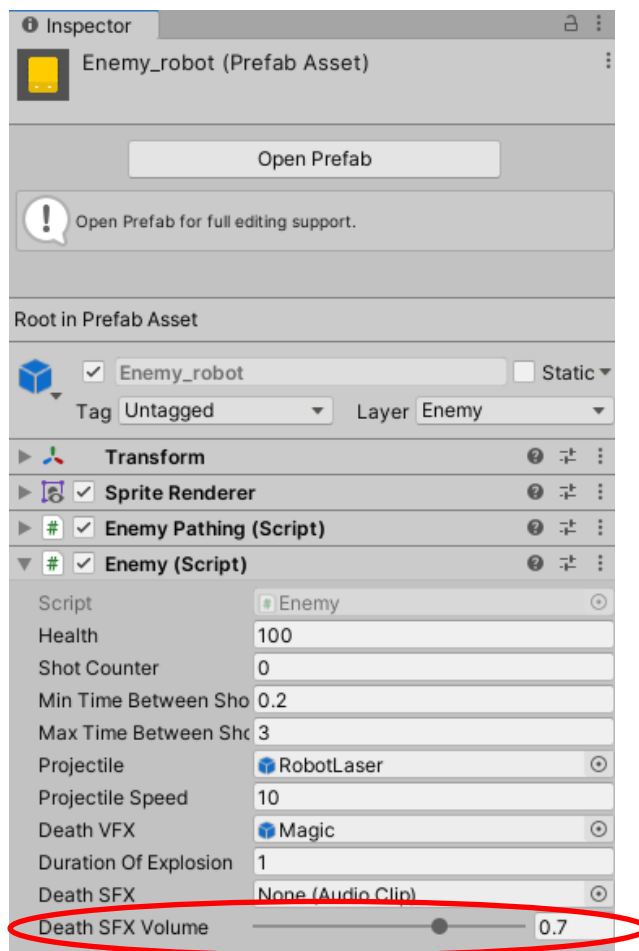 Inspector
Enemy_robot (Prefab Asset)
Open Prefab
Open Prefab for full editing support.
Root in Prefab Asset
Enemy_robot Static
Tag Untagged Layer Enemy
Transform
Sprite Renderer
# Enemy Pathing (Script)
# Enemy (Script)
Script # Enemy
Health 100
Shot Counter 0
Min Time Between Sho 0.2
Max Time Between Sho 3
Projectile RobotLaser
Projectile Speed 10
Death VFX Magic
Duration Of Explosion 1
Death SFX None (Audio Clip)
Death SFX Volume 0.7